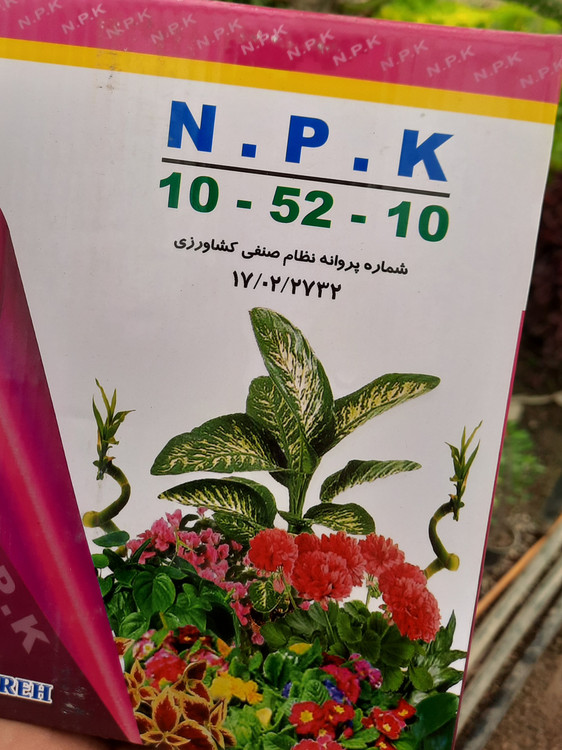 N.P.K N.P.K N.P.K N.P.K N.P.K N.P.K N.P.K N.P.K
N . P . K
10 - 52 - 10
شماره پروانه نظام صنفی کشاورزی
۱۷/۰۲/۲۷۳۲
N.P.K